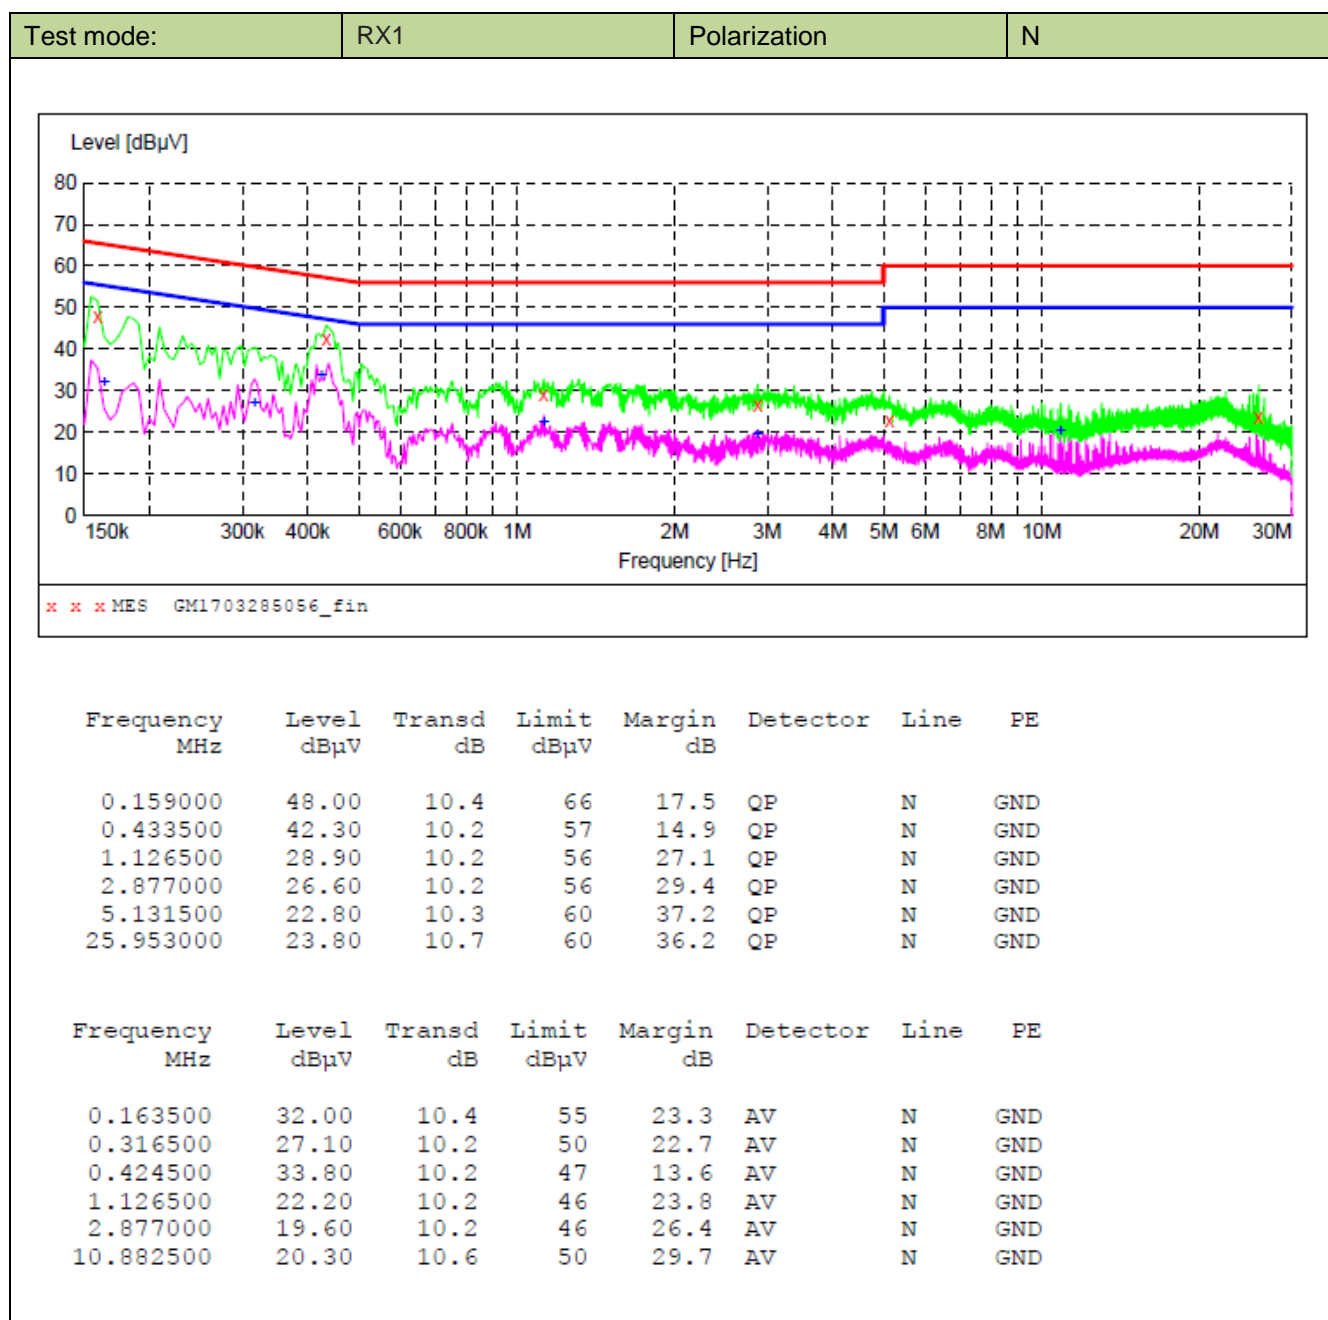 Test mode: RX1 Polarization N
Level [dBµV]
80
70
60
50
40
30
20
10
0
150k 300k 400k 600k 800k 1M 2M 3M 4M 5M 6M 8M 10M 20M 30M
Frequency [Hz]
x x x MES GM1703285056_fin
Frequency Level Transd Limit Margin Detector Line PE
MHz dBµV dB dBµV dB
0.159000 48.00 10.4 66 17.5 QP N GND
0.433500 42.30 10.2 57 14.9 QP N GND
1.126500 28.90 10.2 56 27.1 QP N GND
2.877000 26.60 10.2 56 29.4 QP N GND
5.131500 22.80 10.3 60 37.2 QP N GND
25.953000 23.80 10.7 60 36.2 QP N GND
Frequency Level Transd Limit Margin Detector Line PE
MHz dBµV dB dBµV dB
0.163500 32.00 10.4 55 23.3 AV N GND
0.316500 27.10 10.2 50 22.7 AV N GND
0.424500 33.80 10.2 47 13.6 AV N GND
1.126500 22.20 10.2 46 23.8 AV N GND
2.877000 19.60 10.2 46 26.4 AV N GND
10.882500 20.30 10.6 50 29.7 AV N GND